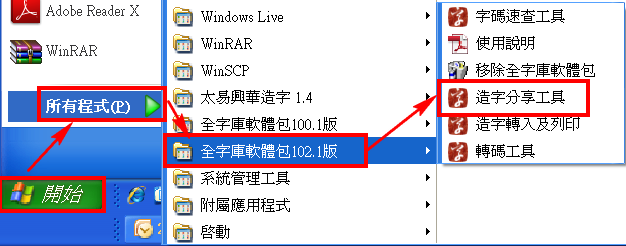 Adobe Reader X
WinRAR
所有程式(P)
開始
Windows Live
WinRAR
WinSCP
太易興華造字 1.4
全字庫軟體包100.1版
全字庫軟體包102.1版
系統管理工具
附屬應用程式
啟動
字碼速查工具
使用說明
移除全字庫軟體包
造字分享工具
造字轉入及列印
轉碼工具